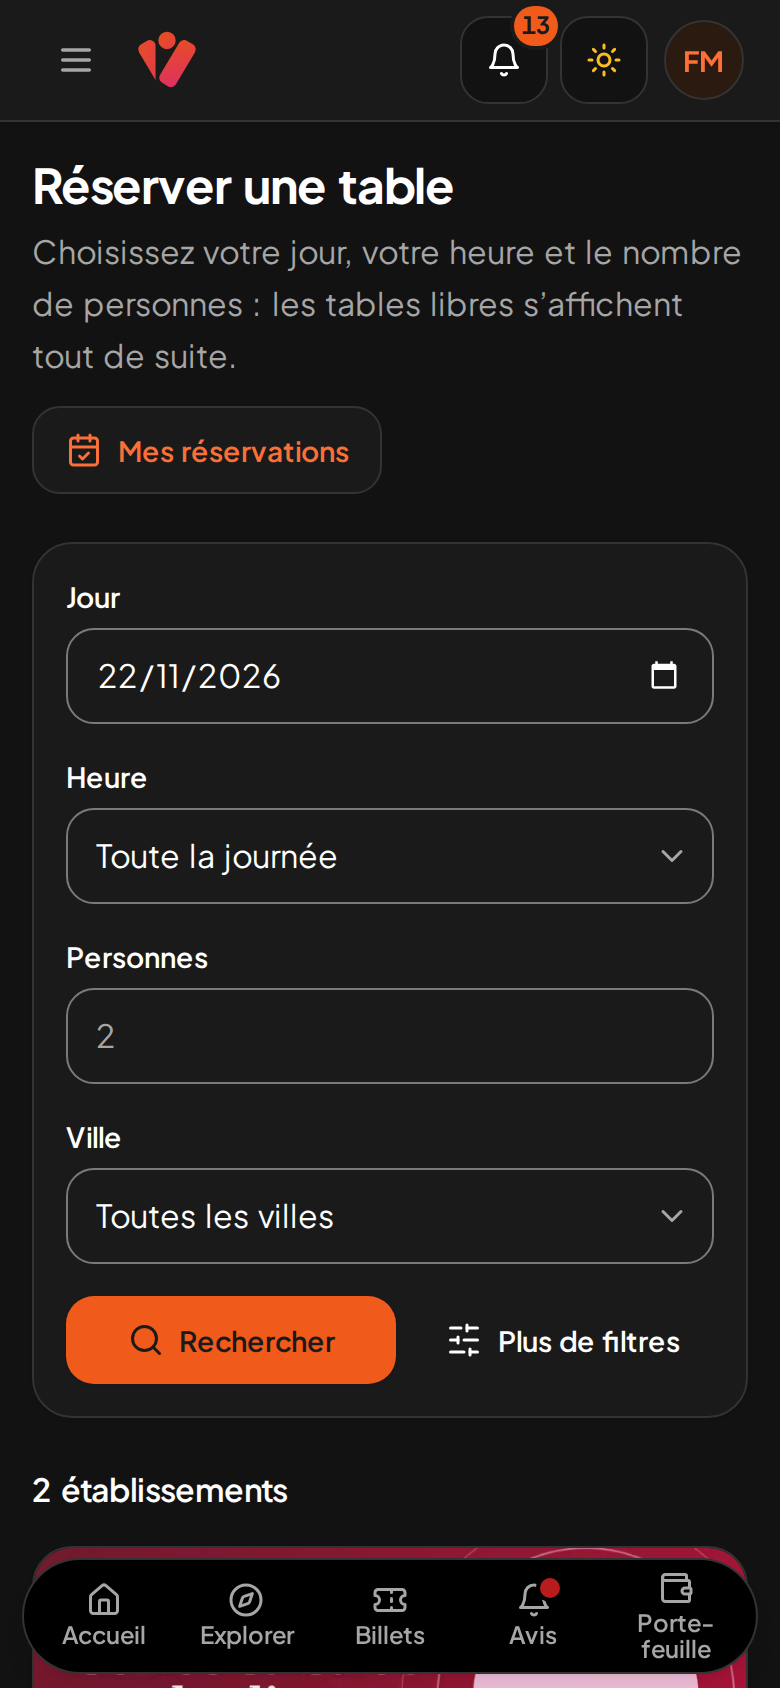 13
FM
Réserver une table
Choisissez votre jour, votre heure et le nombre
de personnes : les tables libres s’affichent
tout de suite.
Mes réservations
Jour
22/11/2026
Heure
Toute la journée
Personnes
2
Ville
Toutes les villes
Rechercher
Plus de filtres
2 établissements
Accueil
Explorer
Billets
Avis
Porte-
feuille